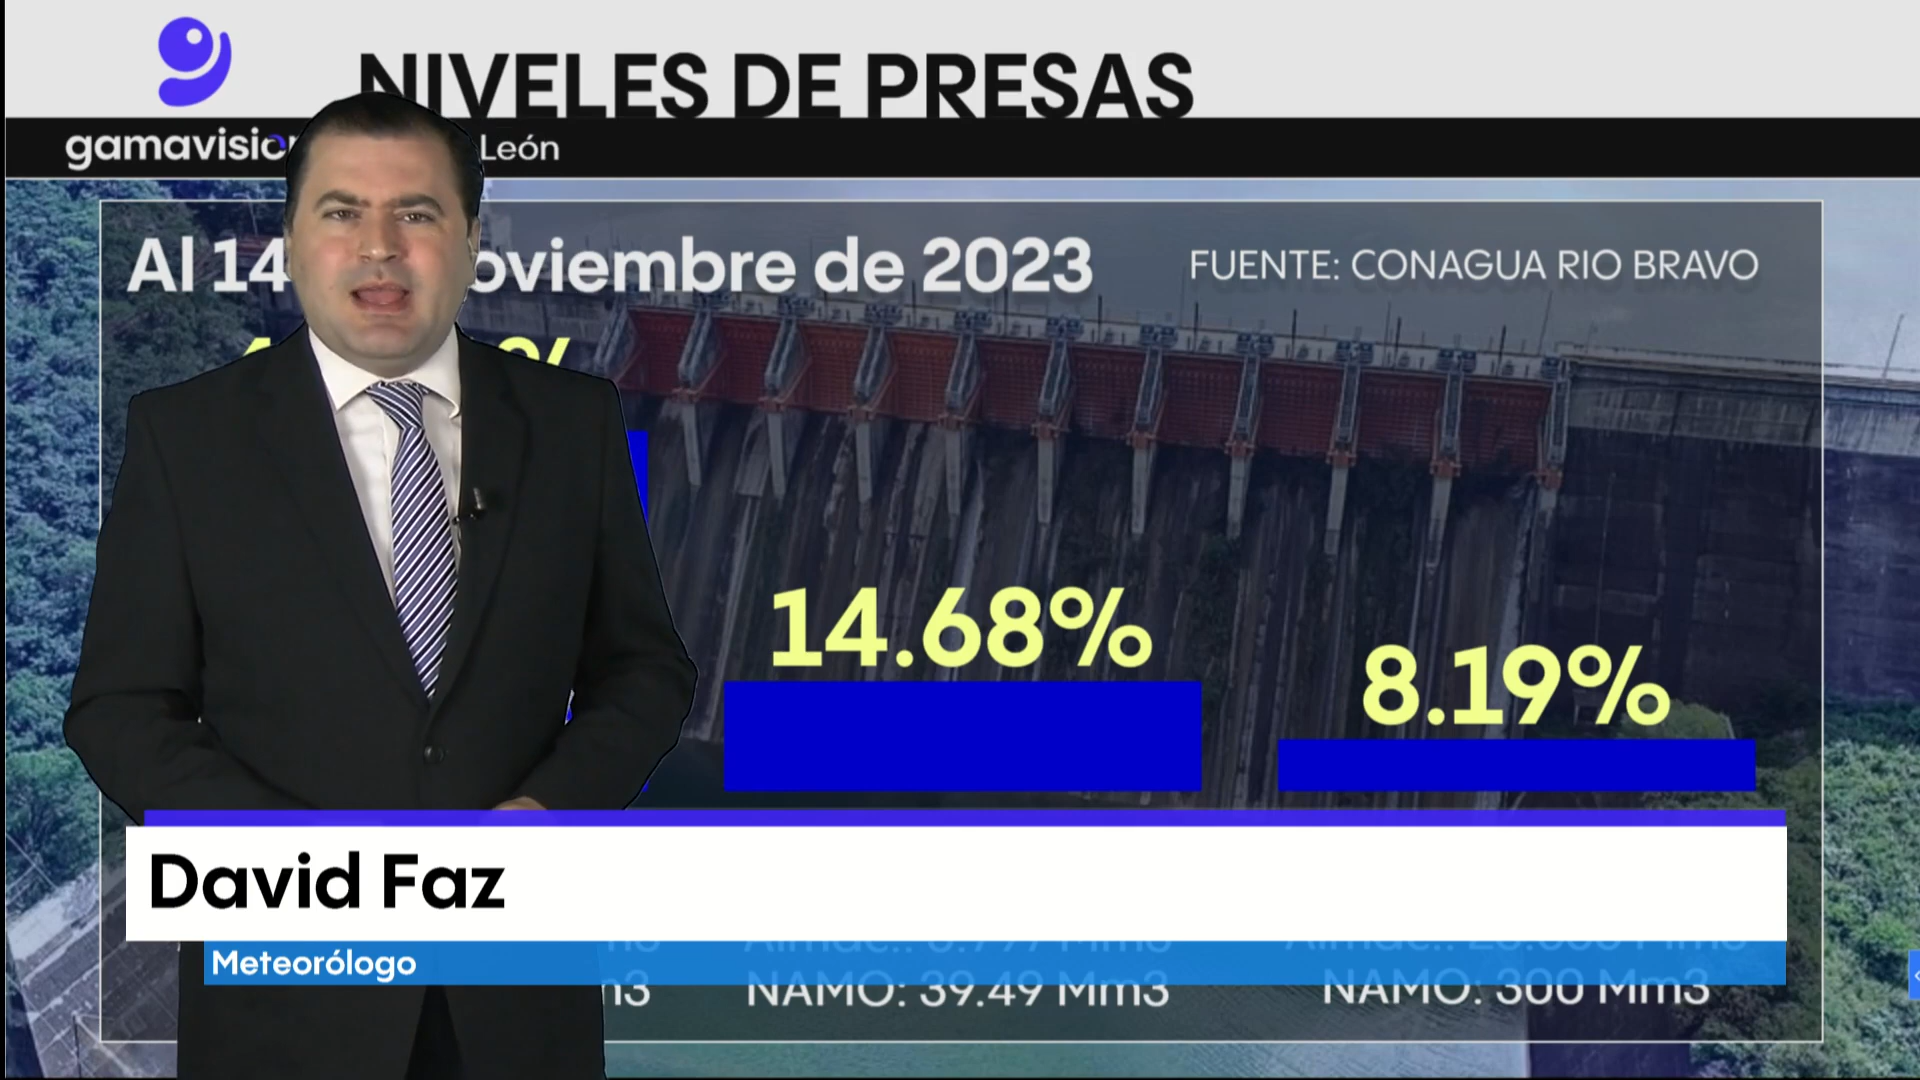 NIVELES DE PRESAS
gamavisio
León
Al 14 oviembre de 2023
FUENTE: CONAGUA RIO BRAVO
%
14.68%
8.19%
David Faz
Meteorólogo
m3
NAMO: 39.49 Mm3
NAMO: 300 Mm3